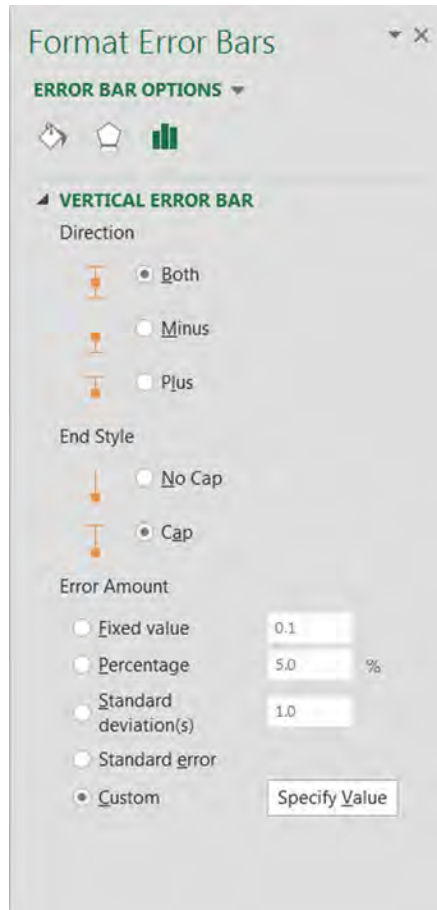 Format Error Bars
ERROR BAR OPTIONS
VERTICAL ERROR BAR
Direction
Both
Minus
Plus
End Style
No Cap
Cap
Error Amount
Fixed value 0.1
Percentage 5.0 %
Standard
deviation(s) 1.0
Standard error
Custom Specify Value